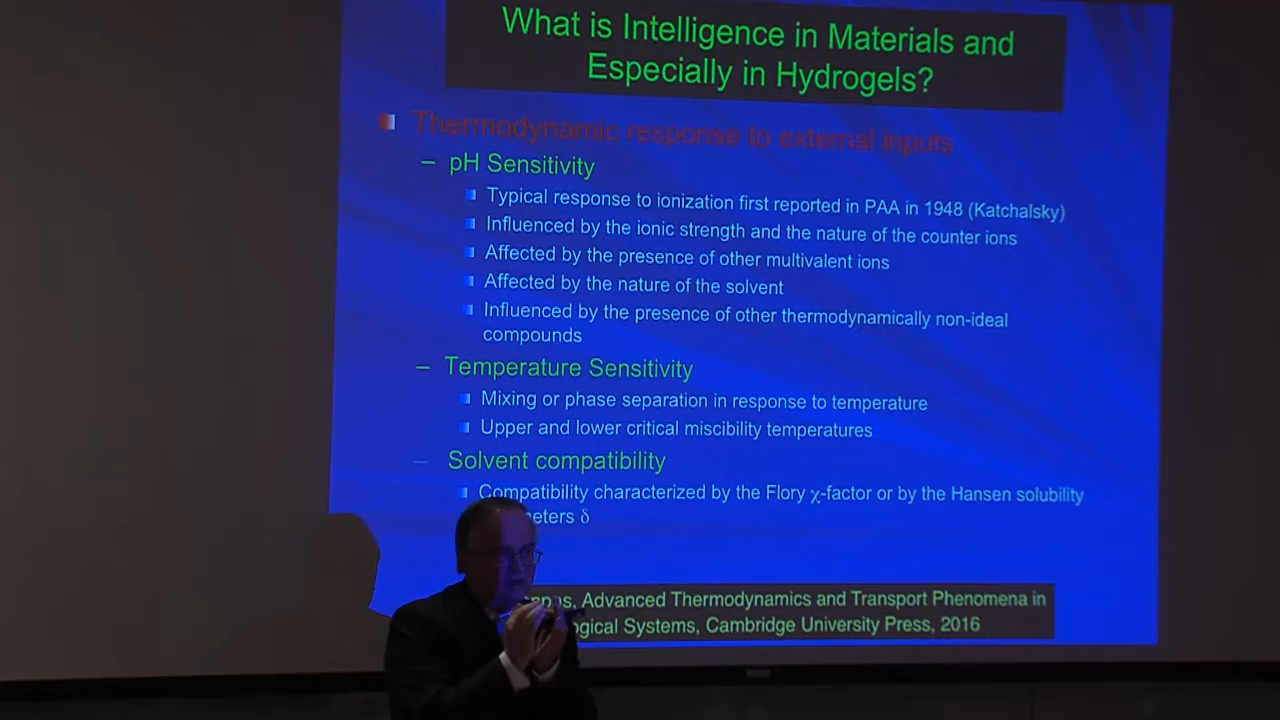 What is Intelligence in Materials and
Especially in Hydrogels?
Thermodynamic response to external inputs
– pH Sensitivity
Typical response to ionization first reported in PAA in 1948 (Katchalsky)
Influenced by the ionic strength and the nature of the counter ions
Affected by the presence of other multivalent ions
Affected by the nature of the solvent
Influenced by the presence of other thermodynamically non-ideal
compounds
– Temperature Sensitivity
Mixing or phase separation in response to temperature
Upper and lower critical miscibility temperatures
– Solvent compatibility
Compatibility characterized by the Flory χ-factor or by the Hansen solubility
δ
Advanced Thermodynamics and Transport Phenomena in
Systems, Cambridge University Press, 2016